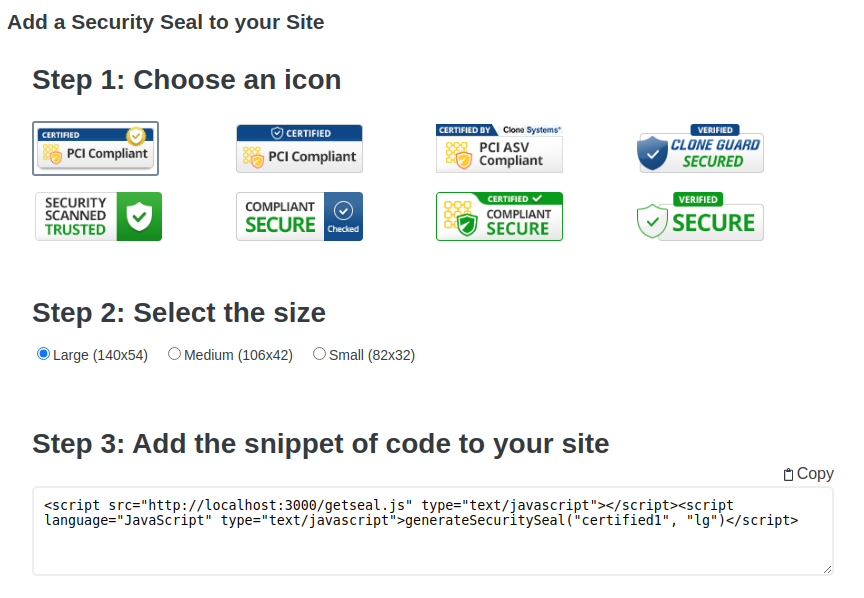 Add a Security Seal to your Site
Step 1: Choose an icon
CERTIFIED
PCI Compliant
CERTIFIED
PCI Compliant
CERTIFIED BY Clone Systems®
PCI ASV
Compliant
VERIFIED
CLONE GUARD
SECURED
SECURITY
SCANNED
TRUSTED
COMPLIANT
SECURE
Checked
CERTIFIED
COMPLIANT
SECURE
VERIFIED
SECURE
Step 2: Select the size
Large (140x54) Medium (106x42) Small (82x32)
Step 3: Add the snippet of code to your site
Copy
<script src="http://localhost:3000/getseal.js" type="text/javascript"></script><script
language="JavaScript" type="text/javascript">generateSecuritySeal("certified1", "lg")</script>